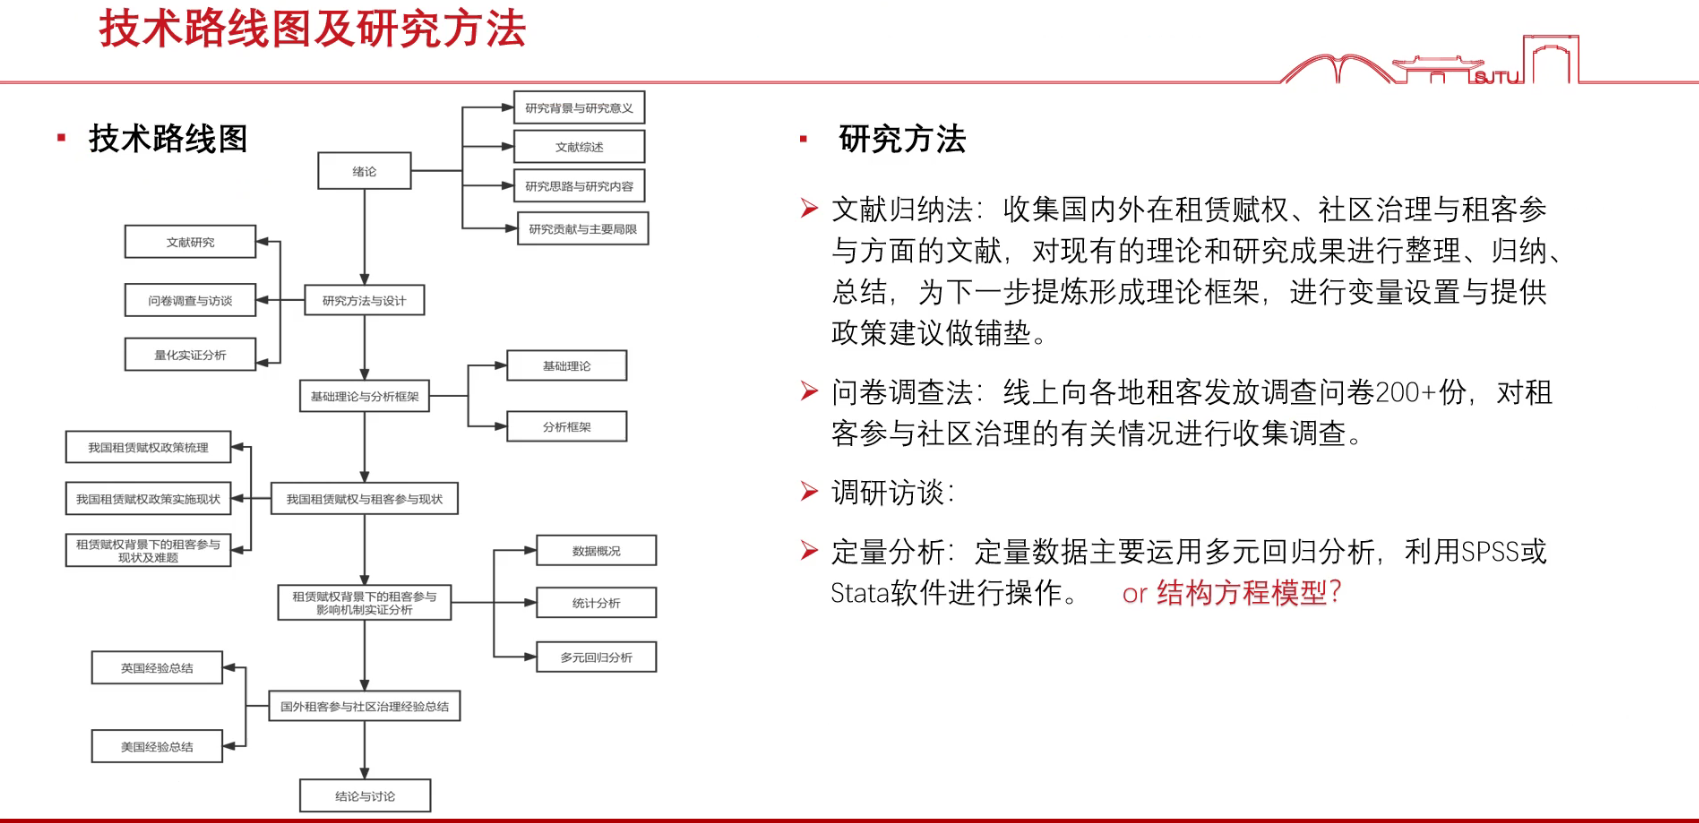 技术路线图及研究方法
SJTU
▪ 技术路线图
绪论
研究背景与研究意义
文献综述
研究思路与研究内容
研究贡献与主要局限
研究方法与设计
文献研究
问卷调查与访谈
量化实证分析
基础理论与分析框架
基础理论
分析框架
我国租赁赋权与租客参与现状
我国租赁赋权政策梳理
我国租赁赋权政策实施现状
租赁赋权背景下的租客参与
现状及难题
租赁赋权背景下的租客参与
影响机制实证分析
数据概况
统计分析
多元回归分析
国外租客参与社区治理经验总结
英国经验总结
美国经验总结
结论与讨论
▪ 研究方法
➢ 文献归纳法：收集国内外在租赁赋权、社区治理与租客参
与方面的文献，对现有的理论和研究成果进行整理、归纳、
总结，为下一步提炼形成理论框架，进行变量设置与提供
政策建议做铺垫。
➢ 问卷调查法：线上向各地租客发放调查问卷200+份，对租
客参与社区治理的有关情况进行收集调查。
➢ 调研访谈：
➢ 定量分析：定量数据主要运用多元回归分析，利用SPSS或
Stata软件进行操作。 or 结构方程模型？